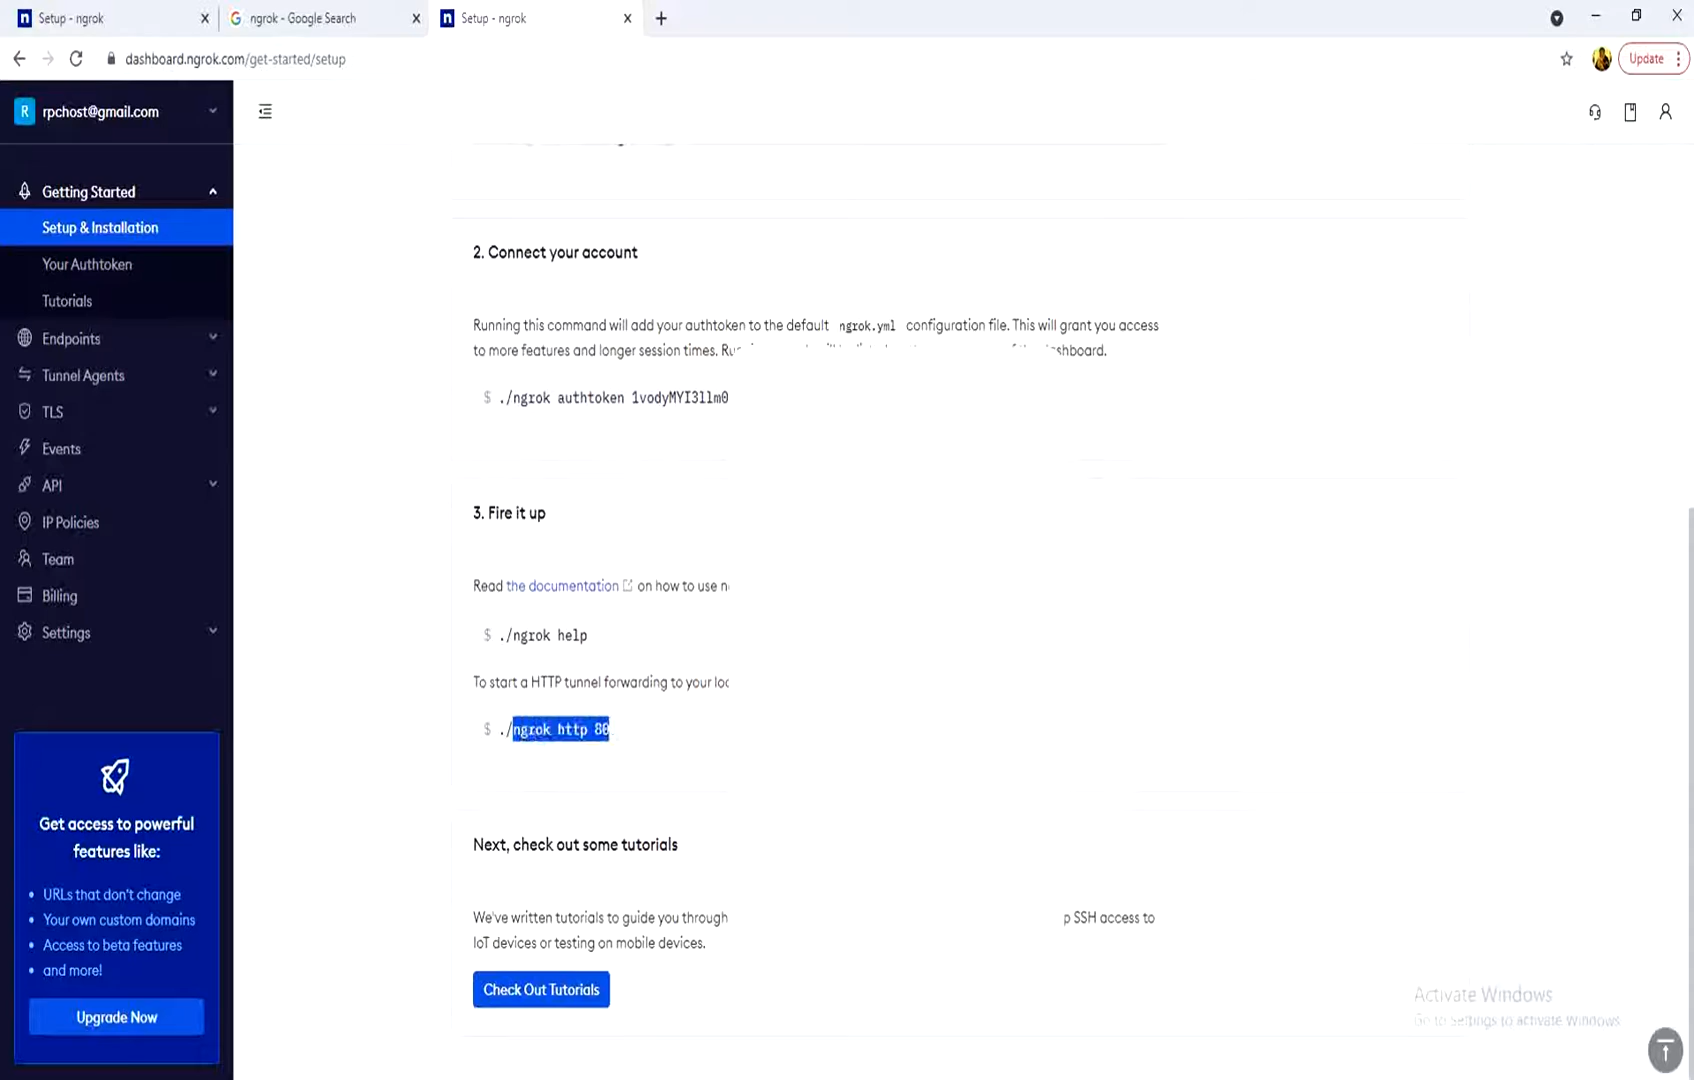 Setup - ngrok
ngrok - Google Search
Setup - ngrok
dashboard.ngrok.com/get-started/setup
Update
R rpchost@gmail.com
Getting Started
Setup & Installation
Your Authtoken
Tutorials
Endpoints
Tunnel Agents
TLS
Events
API
IP Policies
Team
Billing
Settings
Get access to powerful
features like:
• URLs that don't change
• Your own custom domains
• Access to beta features
• and more!
Upgrade Now
2. Connect your account
Running this command will add your authtoken to the default ngrok.yml configuration file. This will grant you access
to more features and longer session times.
$ ./ngrok authtoken 1vodyMYI3llm0
3. Fire it up
Read the documentation on how to use
$ ./ngrok help
To start a HTTP tunnel forwarding to your
$ ./ngrok http 80
Next, check out some tutorials
We've written tutorials to guide you through p SSH access to
IoT devices or testing on mobile devices.
Check Out Tutorials
Activate Windows
Go to Settings to activate Windows